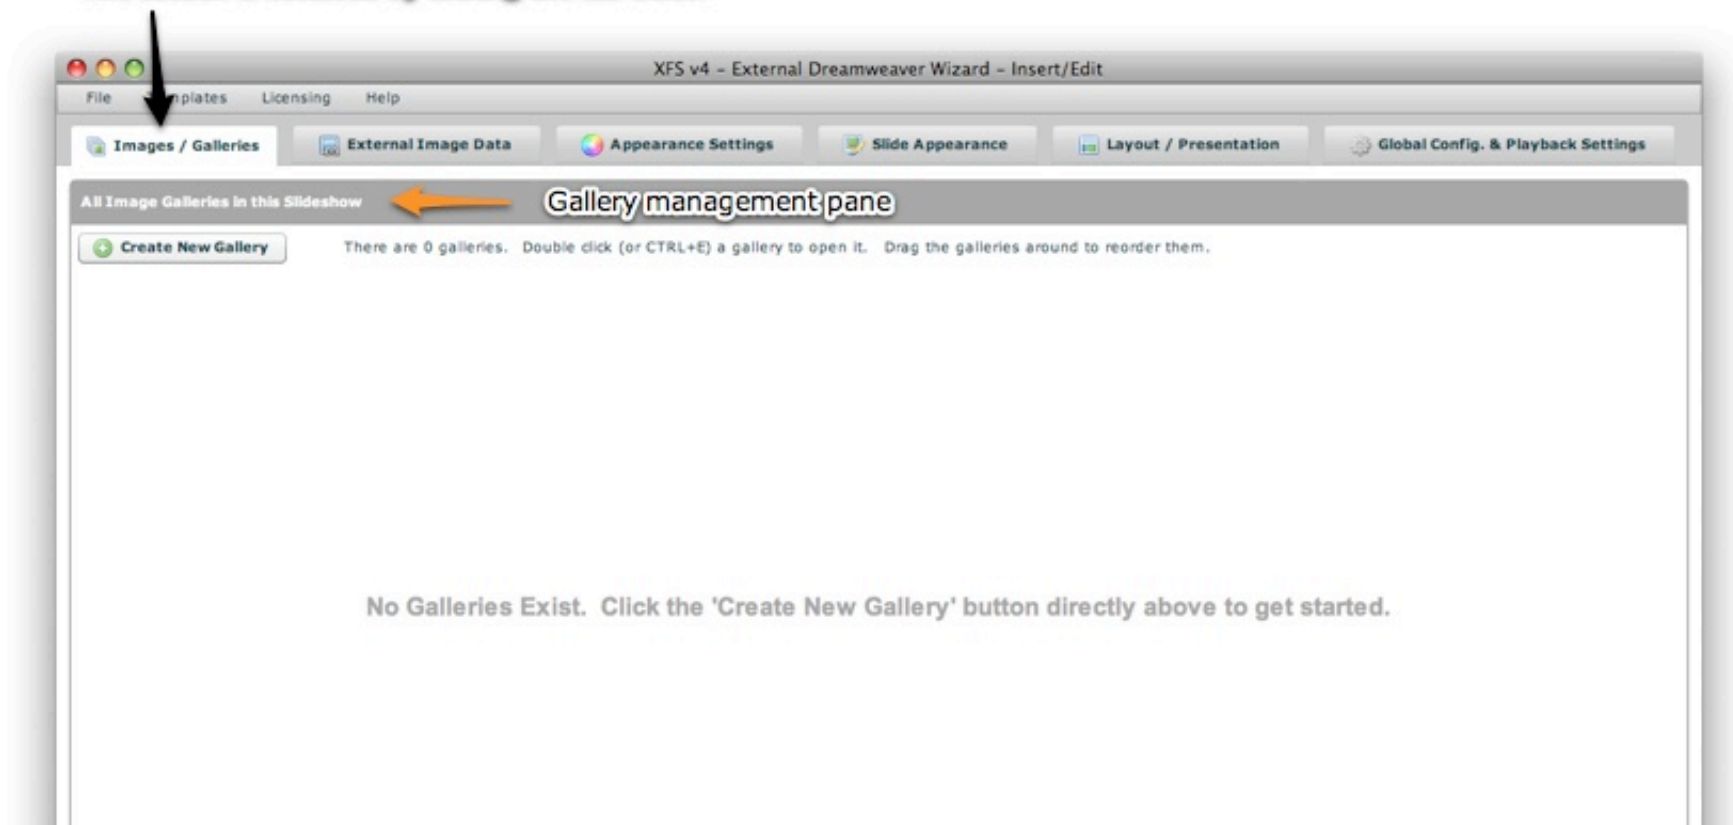 XFS v4 – External Dreamweaver Wizard – Insert/Edit
File Licensing Help
Images / Galleries External Image Data Appearance Settings Slide Appearance Layout / Presentation Global Config. & Playback Settings
All Image Galleries in this Slideshow Gallery management pane
Create New Gallery There are 0 galleries. Double click (or CTRL+E) a gallery to open it. Drag the galleries around to reorder them.
No Galleries Exist. Click the 'Create New Gallery' button directly above to get started.